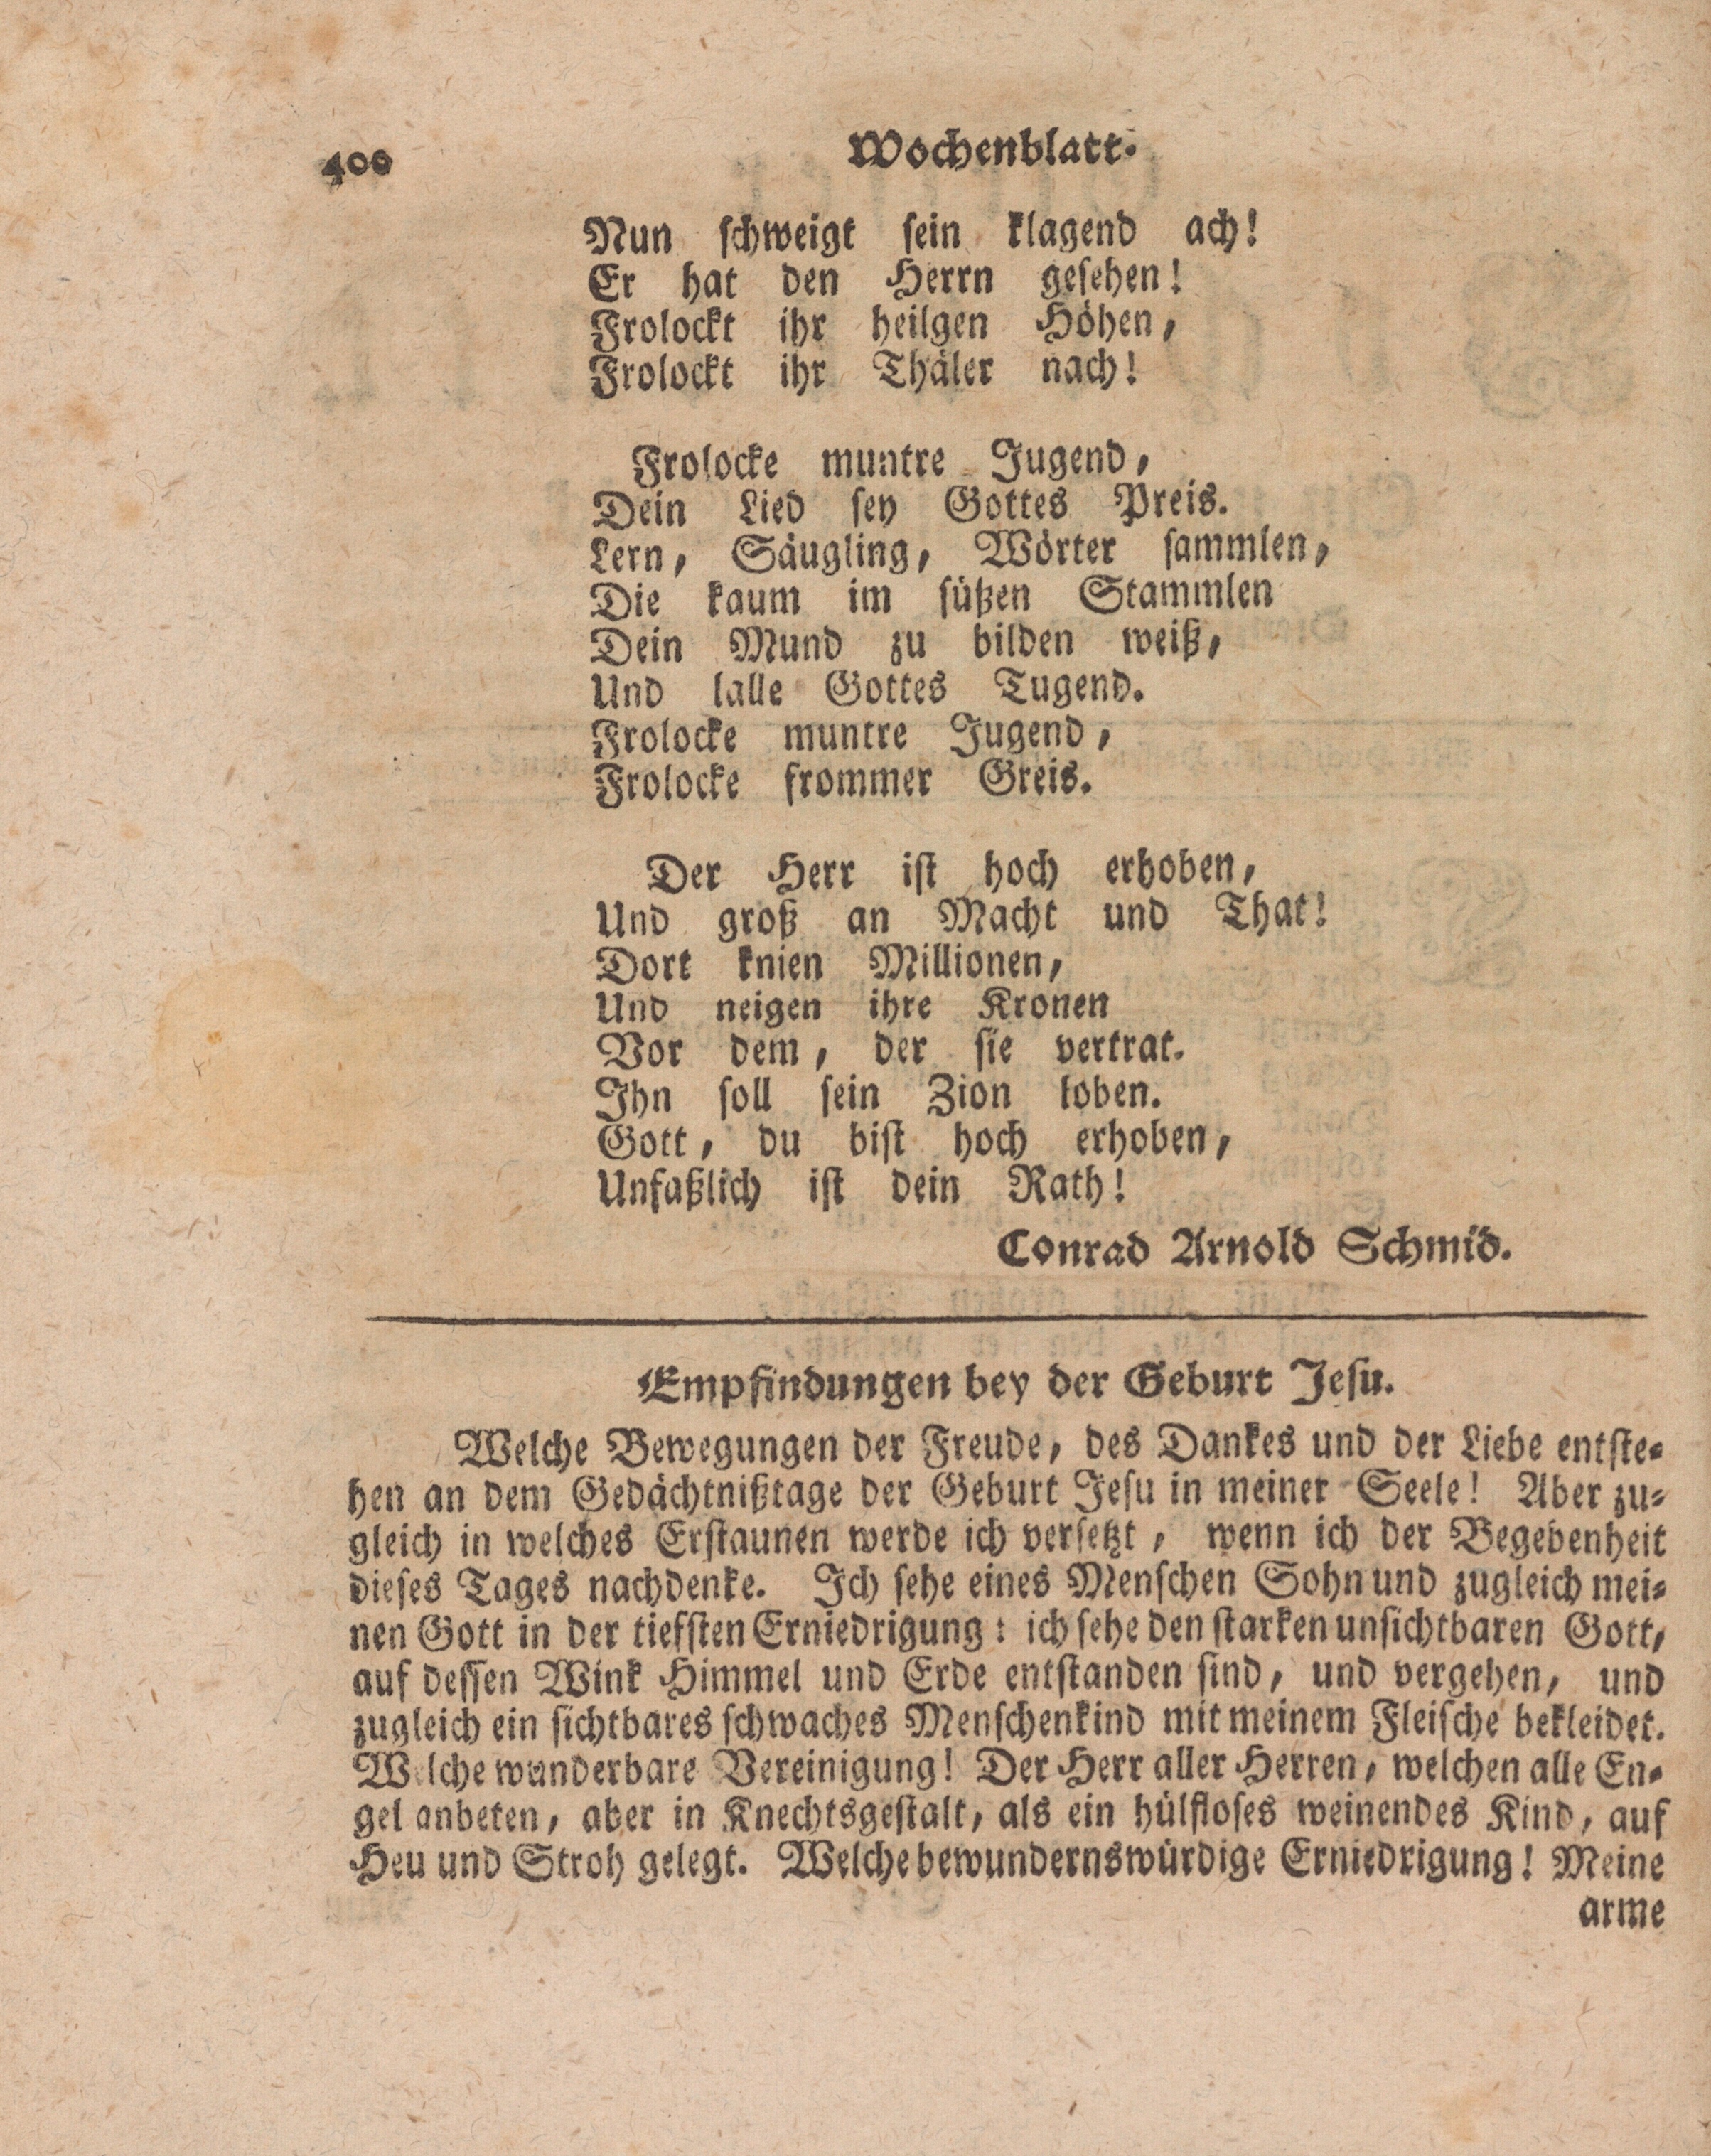 400 Wochenblatt.
Nun schweigt sein klagend ach!
Er hat den Herrn gesehen!
Frolockt ihr heilgen Höhen,
Frolockt ihr Thäler nach!
Frolocke muntre Jugend,
Dein Lied sey Gottes Preis.
Lern, Säugling, Wörter sammlen,
Die kaum im süßen Stammlen
Dein Mund zu bilden weiß,
Und lalle Gottes Tugend.
Frolocke muntre Jugend,
Frolocke frommer Greis.
Der Herr ist hoch erhoben,
Und groß an Macht und That!
Dort knien Millionen,
Und neigen ihre Kronen
Vor dem, der sie vertrat.
Ihn soll sein Zion loben.
Gott, du bist hoch erhoben,
Unfaßlich ist dein Rath!
Conrad Arnold Schmid.
Empfindungen bey der Geburt Jesu.
Welche Bewegungen der Freude, des Dankes und der Liebe entste-
hen an dem Gedächtnißtage der Geburt Jesu in meiner Seele! Aber zu-
gleich in welches Erstaunen werde ich versetzt, wenn ich der Begebenheit
dieses Tages nachdenke. Ich sehe eines Menschen Sohn und zugleich mei-
nen Gott in der tiefsten Erniedrigung: ich sehe den starken unsichtbaren Gott,
auf dessen Wink Himmel und Erde entstanden sind, und vergehen, und
zugleich ein sichtbares schwaches Menschenkind mit meinem Fleische bekleidet.
Welche wunderbare Vereinigung! Der Herr aller Herren, welchen alle En-
gel anbeten, aber in Knechtsgestalt, als ein hülfloses weinendes Kind, auf
Heu und Stroh gelegt. Welche bewundernswürdige Erniedrigung! Meine
arme